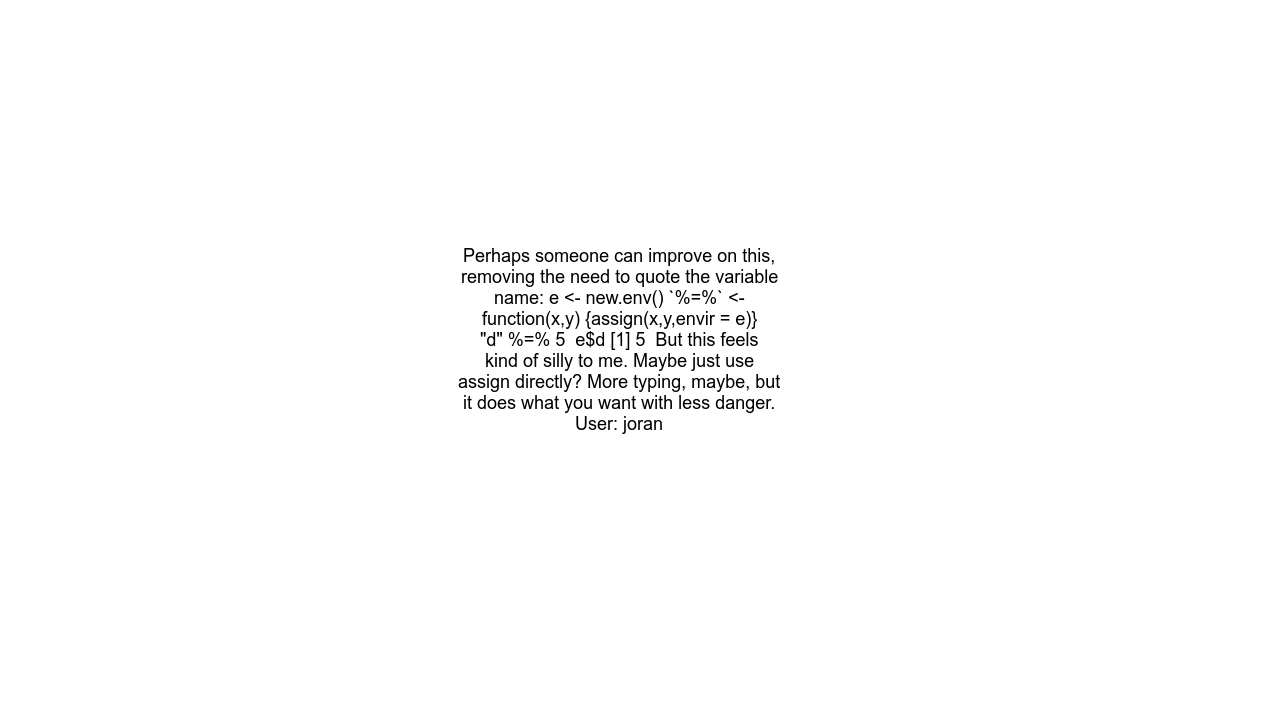 Perhaps someone can improve on this,
removing the need to quote the variable
name: e <- new.env() `%=%` <-
function(x,y) {assign(x,y,envir = e)}
"d" %=% 5  e$d [1] 5  But this feels
kind of silly to me. Maybe just use
assign directly? More typing, maybe, but
it does what you want with less danger.
User: joran